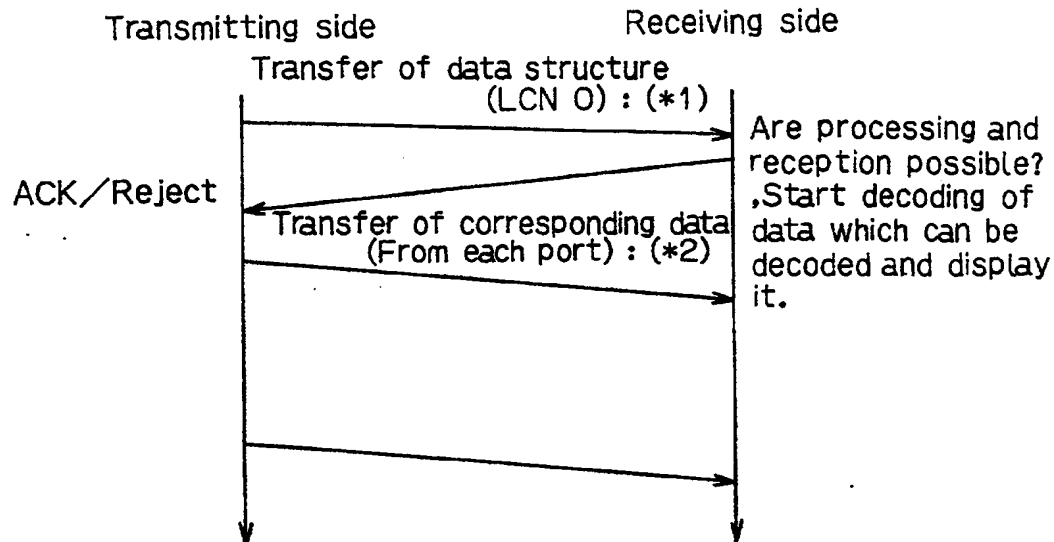 Transmitting side
Receiving side
Transfer of data structure
(LCN 0) : (*1)
Are processing and
reception possible?
.Start decoding of
data which can be
decoded and display
it.
ACK/Reject
Transfer of corresponding data
(From each port) : (*2)